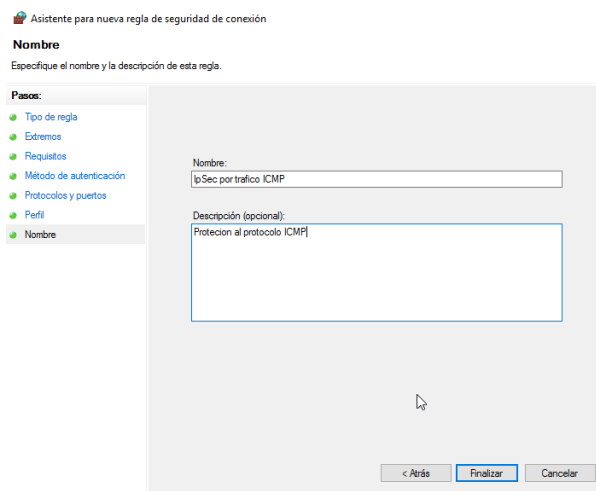 Asistente para nueva regla de seguridad de conexión
Nombre
Especifique el nombre y la descripción de esta regla.
Pasos:
Tipo de regla
Extremos
Requisitos
Método de autenticación
Protocolos y puertos
Perfil
Nombre
Nombre:
IpSec por trafico ICMP
Descripción (opcional):
Protecion al protocolo ICMP
< Atrás
Finalizar
Cancelar